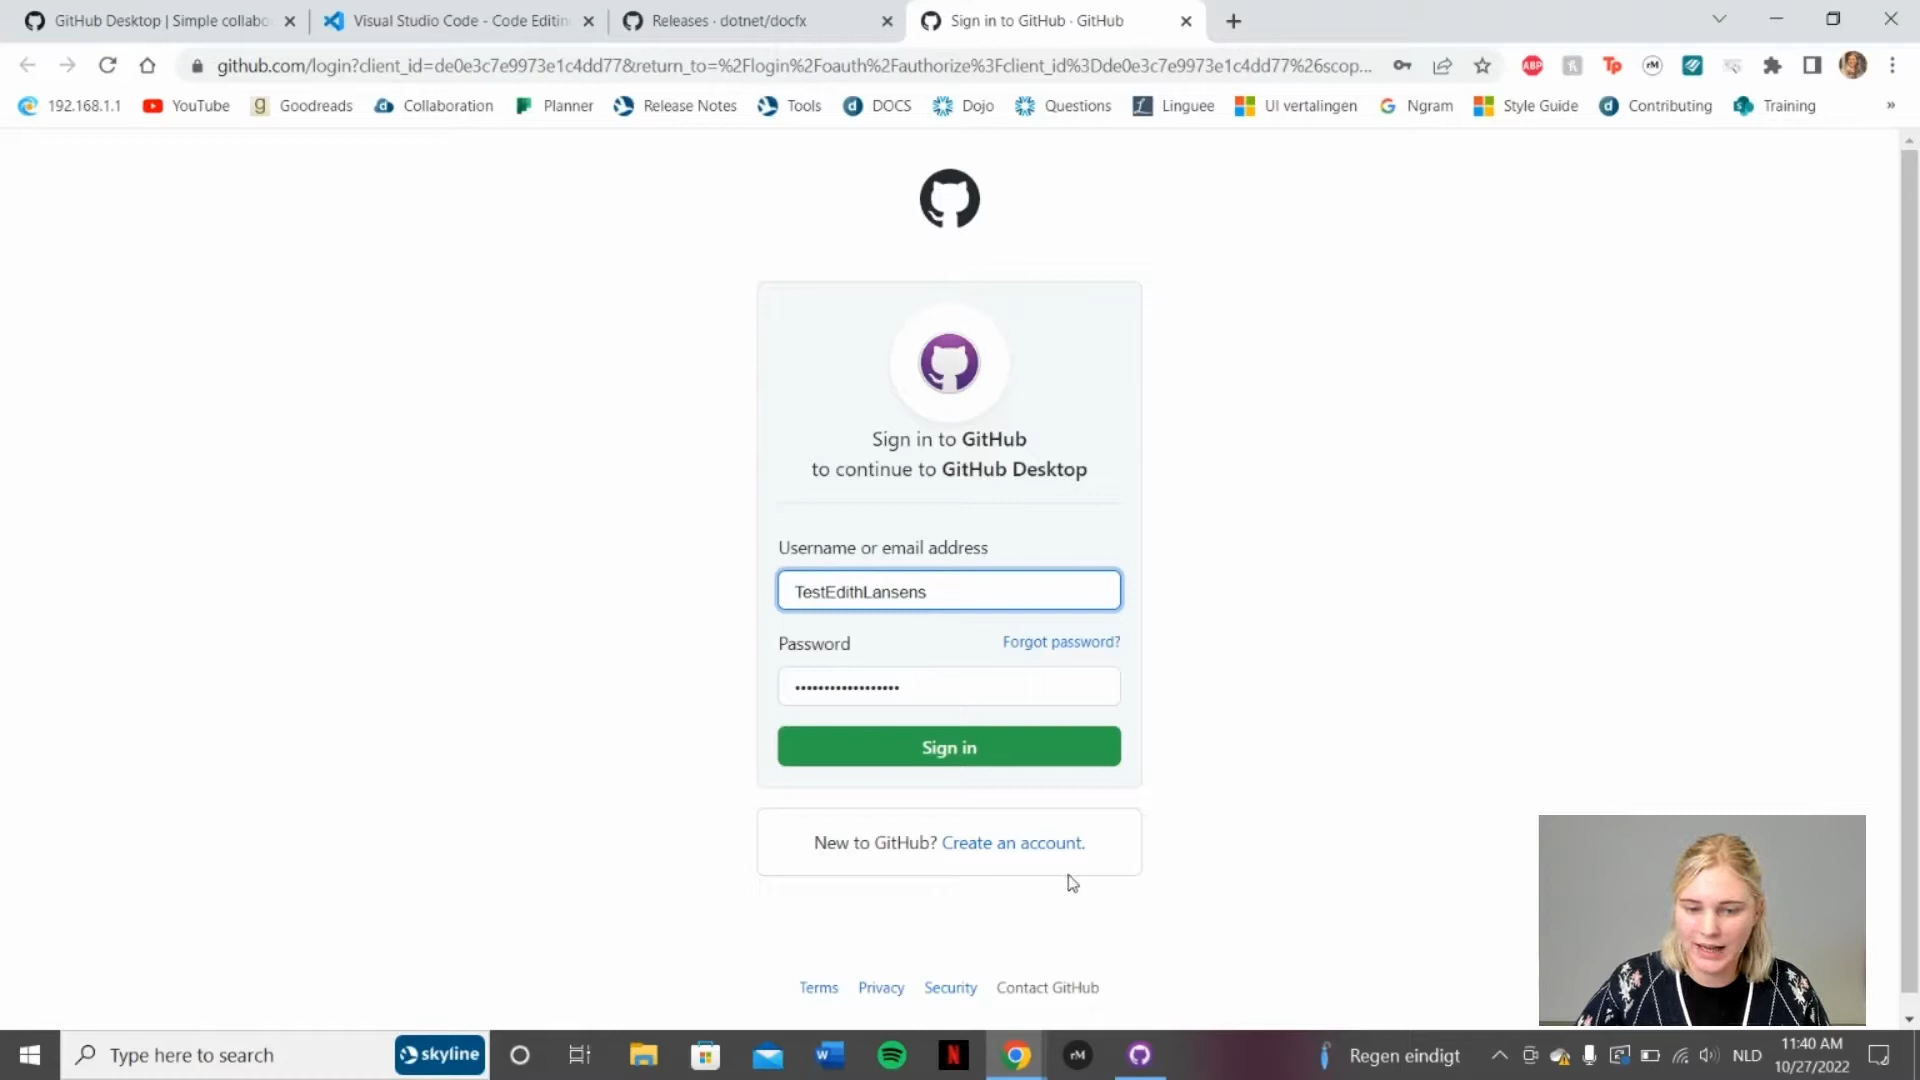 GitHub Desktop | Simple collabo
Visual Studio Code - Code Editin
Releases · dotnet/docfx
Sign in to GitHub · GitHub
github.com/login?client_id=de0e3c7e9973e1c4dd77&return_to=%2Flogin%2Foauth%2Fauthorize%3Fclient_id%3Dde0e3c7e9973e1c4dd77%26scop...
ABP
Tp
rM
192.168.1.1
YouTube
g Goodreads
Collaboration
Planner
Release Notes
Tools
DOCS
Dojo
Questions
Linguee
UI vertalingen
Ngram
Style Guide
Contributing
Training
»
Sign in to GitHub
to continue to GitHub Desktop
Username or email address
TestEdithLansens
Password
Forgot password?
••••••••••••••••••
Sign in
New to GitHub? Create an account.
Terms
Privacy
Security
Contact GitHub
Type here to search
skyline
W
N
rM
Regen eindigt
NLD
11:40 AM
10/27/2022